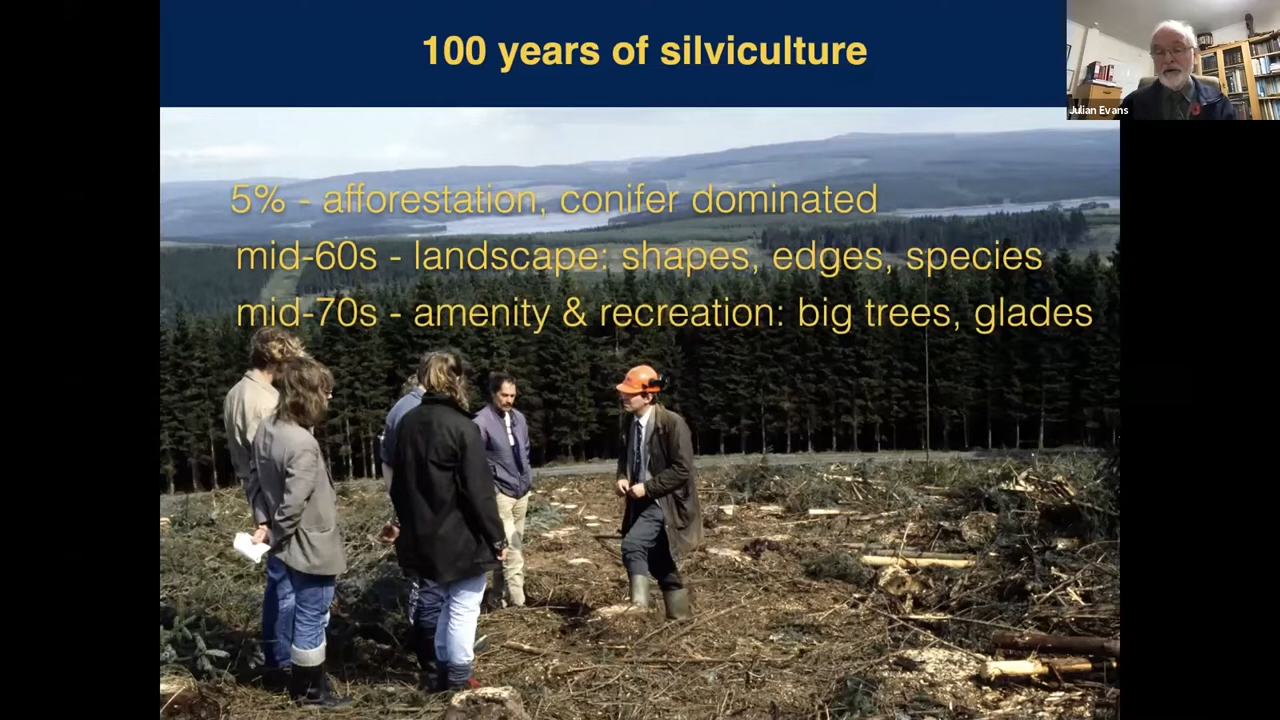 100 years of silviculture
Julian Evans
5% - afforestation, conifer dominated
mid-60s - landscape: shapes, edges, species
mid-70s - amenity & recreation: big trees, glades